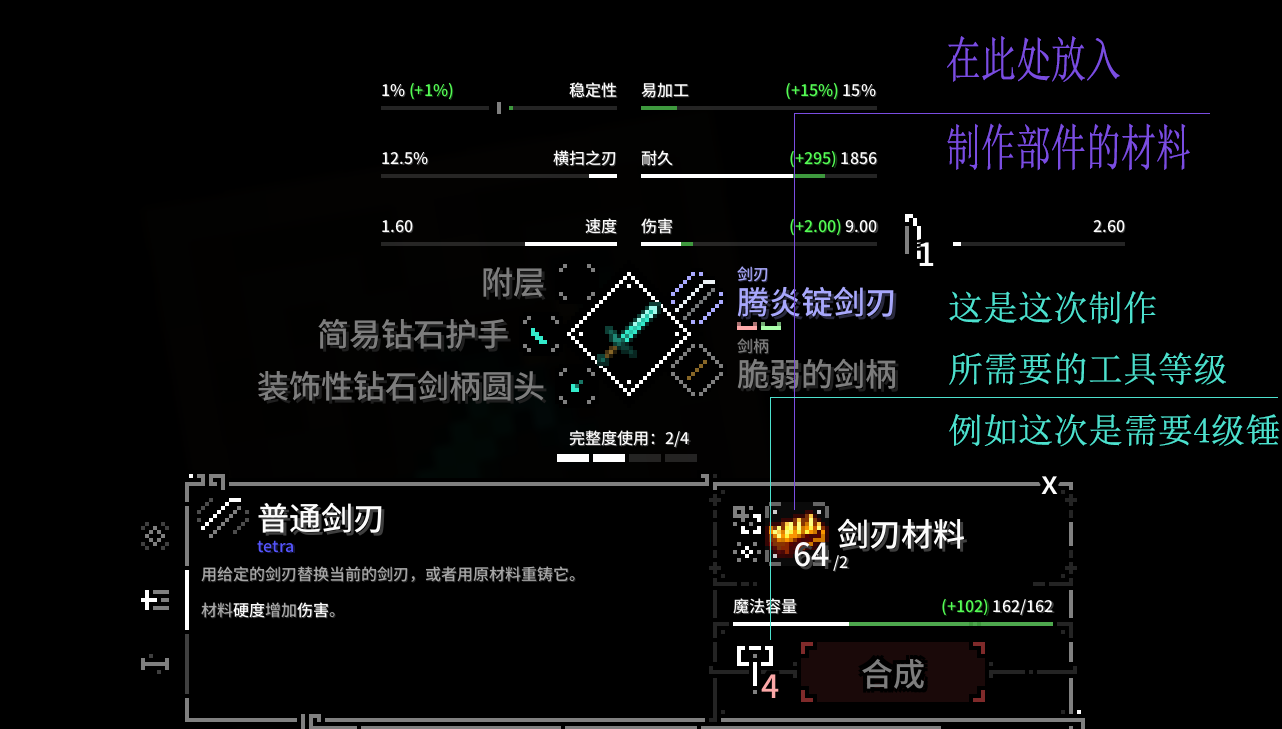 在此处放入
制作部件的材料
1% (+1%) 稳定性
易加工 (+15%) 15%
12.5% 横扫之刃
耐久 (+295) 1856
1.60 速度
伤害 (+2.00) 9.00
1
2.60
附层
简易钻石护手
装饰性钻石剑柄圆头
剑刃
腾炎锭剑刃
剑柄
脆弱的剑柄
这是这次制作
所需要的工具等级
例如这次是需要4级锤
完整度使用：2/4
普通剑刃
tetra
用给定的剑刃替换当前的剑刃，或者用原材料重铸它。
材料硬度增加伤害。
X
64/2 剑刃材料
魔法容量 (+102) 162/162
4
合成